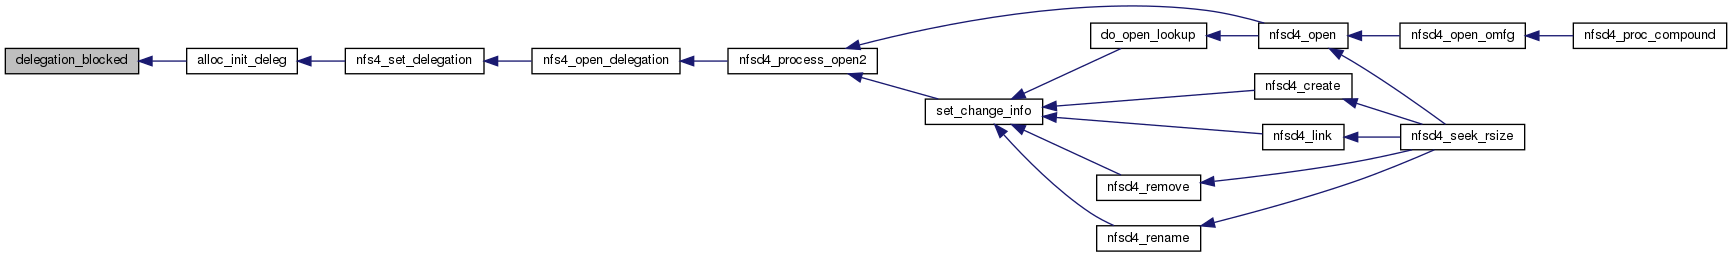 delegation_blocked
alloc_init_deleg
nfs4_set_delegation
nfs4_open_delegation
nfsd4_process_open2
set_change_info
do_open_lookup
nfsd4_open
nfsd4_open_omfg
nfsd4_proc_compound
nfsd4_create
nfsd4_link
nfsd4_seek_rsize
nfsd4_remove
nfsd4_rename